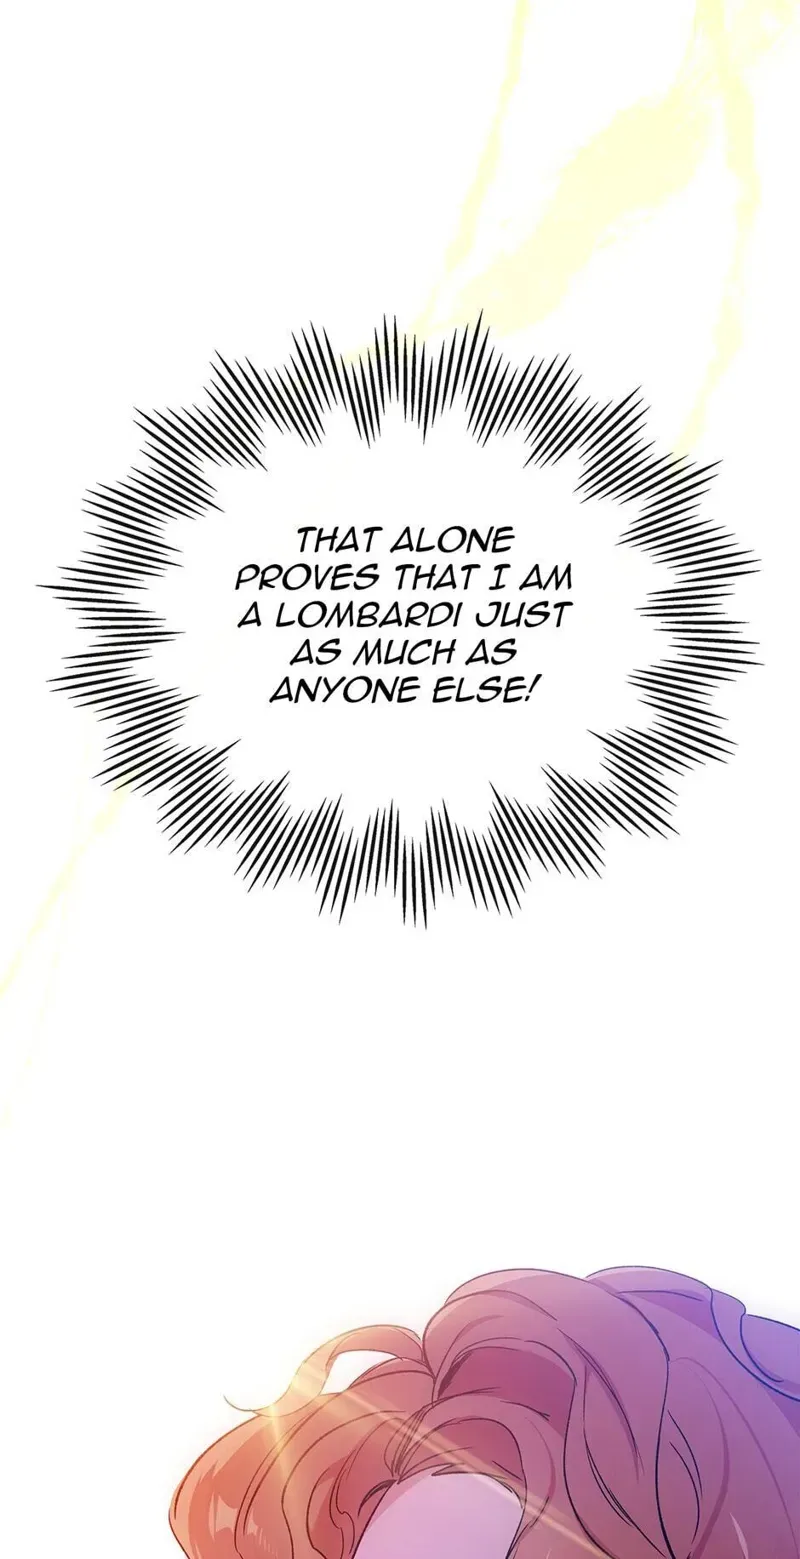 THAT ALONE
PROVES THAT I AM
A LOMBARDI JUST
AS MUCH AS
ANYONE ELSE!